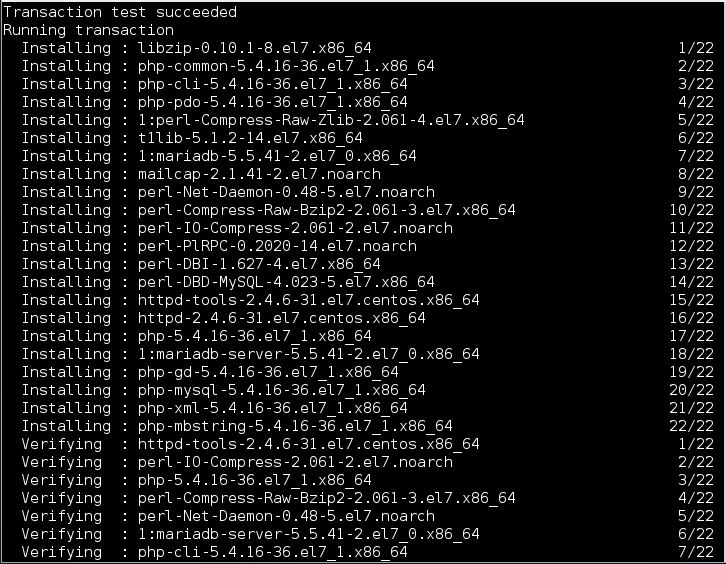 Transaction test succeeded
Running transaction
  Installing : libzip-0.10.1-8.el7.x86_64                                  1/22
  Installing : php-common-5.4.16-36.el7_1.x86_64                           2/22
  Installing : php-cli-5.4.16-36.el7_1.x86_64                              3/22
  Installing : php-pdo-5.4.16-36.el7_1.x86_64                              4/22
  Installing : 1:perl-Compress-Raw-Zlib-2.061-4.el7.x86_64                 5/22
  Installing : t1lib-5.1.2-14.el7.x86_64                                   6/22
  Installing : 1:mariadb-5.5.41-2.el7_0.x86_64                             7/22
  Installing : mailcap-2.1.41-2.el7.noarch                                 8/22
  Installing : perl-Net-Daemon-0.48-5.el7.noarch                           9/22
  Installing : perl-Compress-Raw-Bzip2-2.061-3.el7.x86_64                 10/22
  Installing : perl-IO-Compress-2.061-2.el7.noarch                        11/22
  Installing : perl-PlRPC-0.2020-14.el7.noarch                            12/22
  Installing : perl-DBI-1.627-4.el7.x86_64                                13/22
  Installing : perl-DBD-MySQL-4.023-5.el7.x86_64                          14/22
  Installing : httpd-tools-2.4.6-31.el7.centos.x86_64                     15/22
  Installing : httpd-2.4.6-31.el7.centos.x86_64                           16/22
  Installing : php-5.4.16-36.el7_1.x86_64                                 17/22
  Installing : 1:mariadb-server-5.5.41-2.el7_0.x86_64                     18/22
  Installing : php-gd-5.4.16-36.el7_1.x86_64                              19/22
  Installing : php-mysql-5.4.16-36.el7_1.x86_64                           20/22
  Installing : php-xml-5.4.16-36.el7_1.x86_64                             21/22
  Installing : php-mbstring-5.4.16-36.el7_1.x86_64                        22/22
  Verifying  : httpd-tools-2.4.6-31.el7.centos.x86_64                      1/22
  Verifying  : perl-IO-Compress-2.061-2.el7.noarch                         2/22
  Verifying  : php-5.4.16-36.el7_1.x86_64                                  3/22
  Verifying  : perl-Compress-Raw-Bzip2-2.061-3.el7.x86_64                  4/22
  Verifying  : perl-Net-Daemon-0.48-5.el7.noarch                           5/22
  Verifying  : 1:mariadb-server-5.5.41-2.el7_0.x86_64                      6/22
  Verifying  : php-cli-5.4.16-36.el7_1.x86_64                              7/22